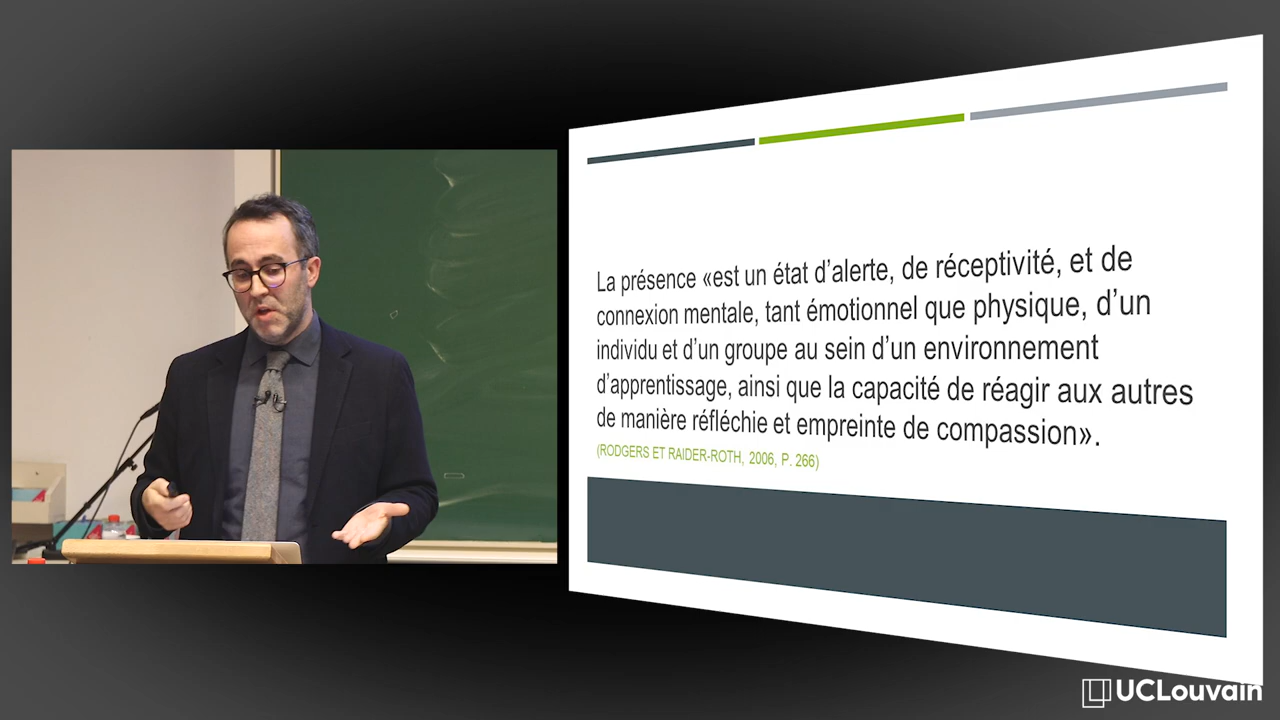 La présence «est un état d’alerte, de réceptivité, et de
connexion mentale, tant émotionnel que physique, d’un
individu et d’un groupe au sein d’un environnement
d’apprentissage, ainsi que la capacité de réagir aux autres
de manière réfléchie et empreinte de compassion».
(RODGERS ET RAIDER-ROTH, 2006, P. 266)
UCLouvain